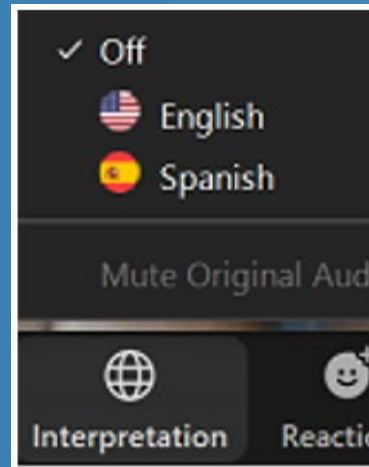 Off
English
Spanish
Mute Original Aud
Interpretation Reactio